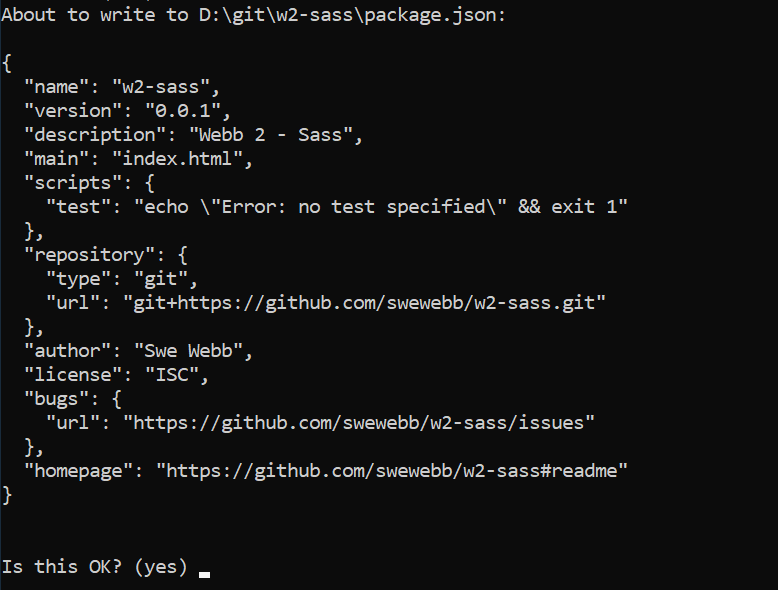 About to write to D:\git\w2-sass\package.json:

{
  "name": "w2-sass",
  "version": "0.0.1",
  "description": "Webb 2 - Sass",
  "main": "index.html",
  "scripts": {
    "test": "echo \"Error: no test specified\" && exit 1"
  },
  "repository": {
    "type": "git",
    "url": "git+https://github.com/swewebb/w2-sass.git"
  },
  "author": "Swe Webb",
  "license": "ISC",
  "bugs": {
    "url": "https://github.com/swewebb/w2-sass/issues"
  },
  "homepage": "https://github.com/swewebb/w2-sass#readme"
}

Is this OK? (yes)